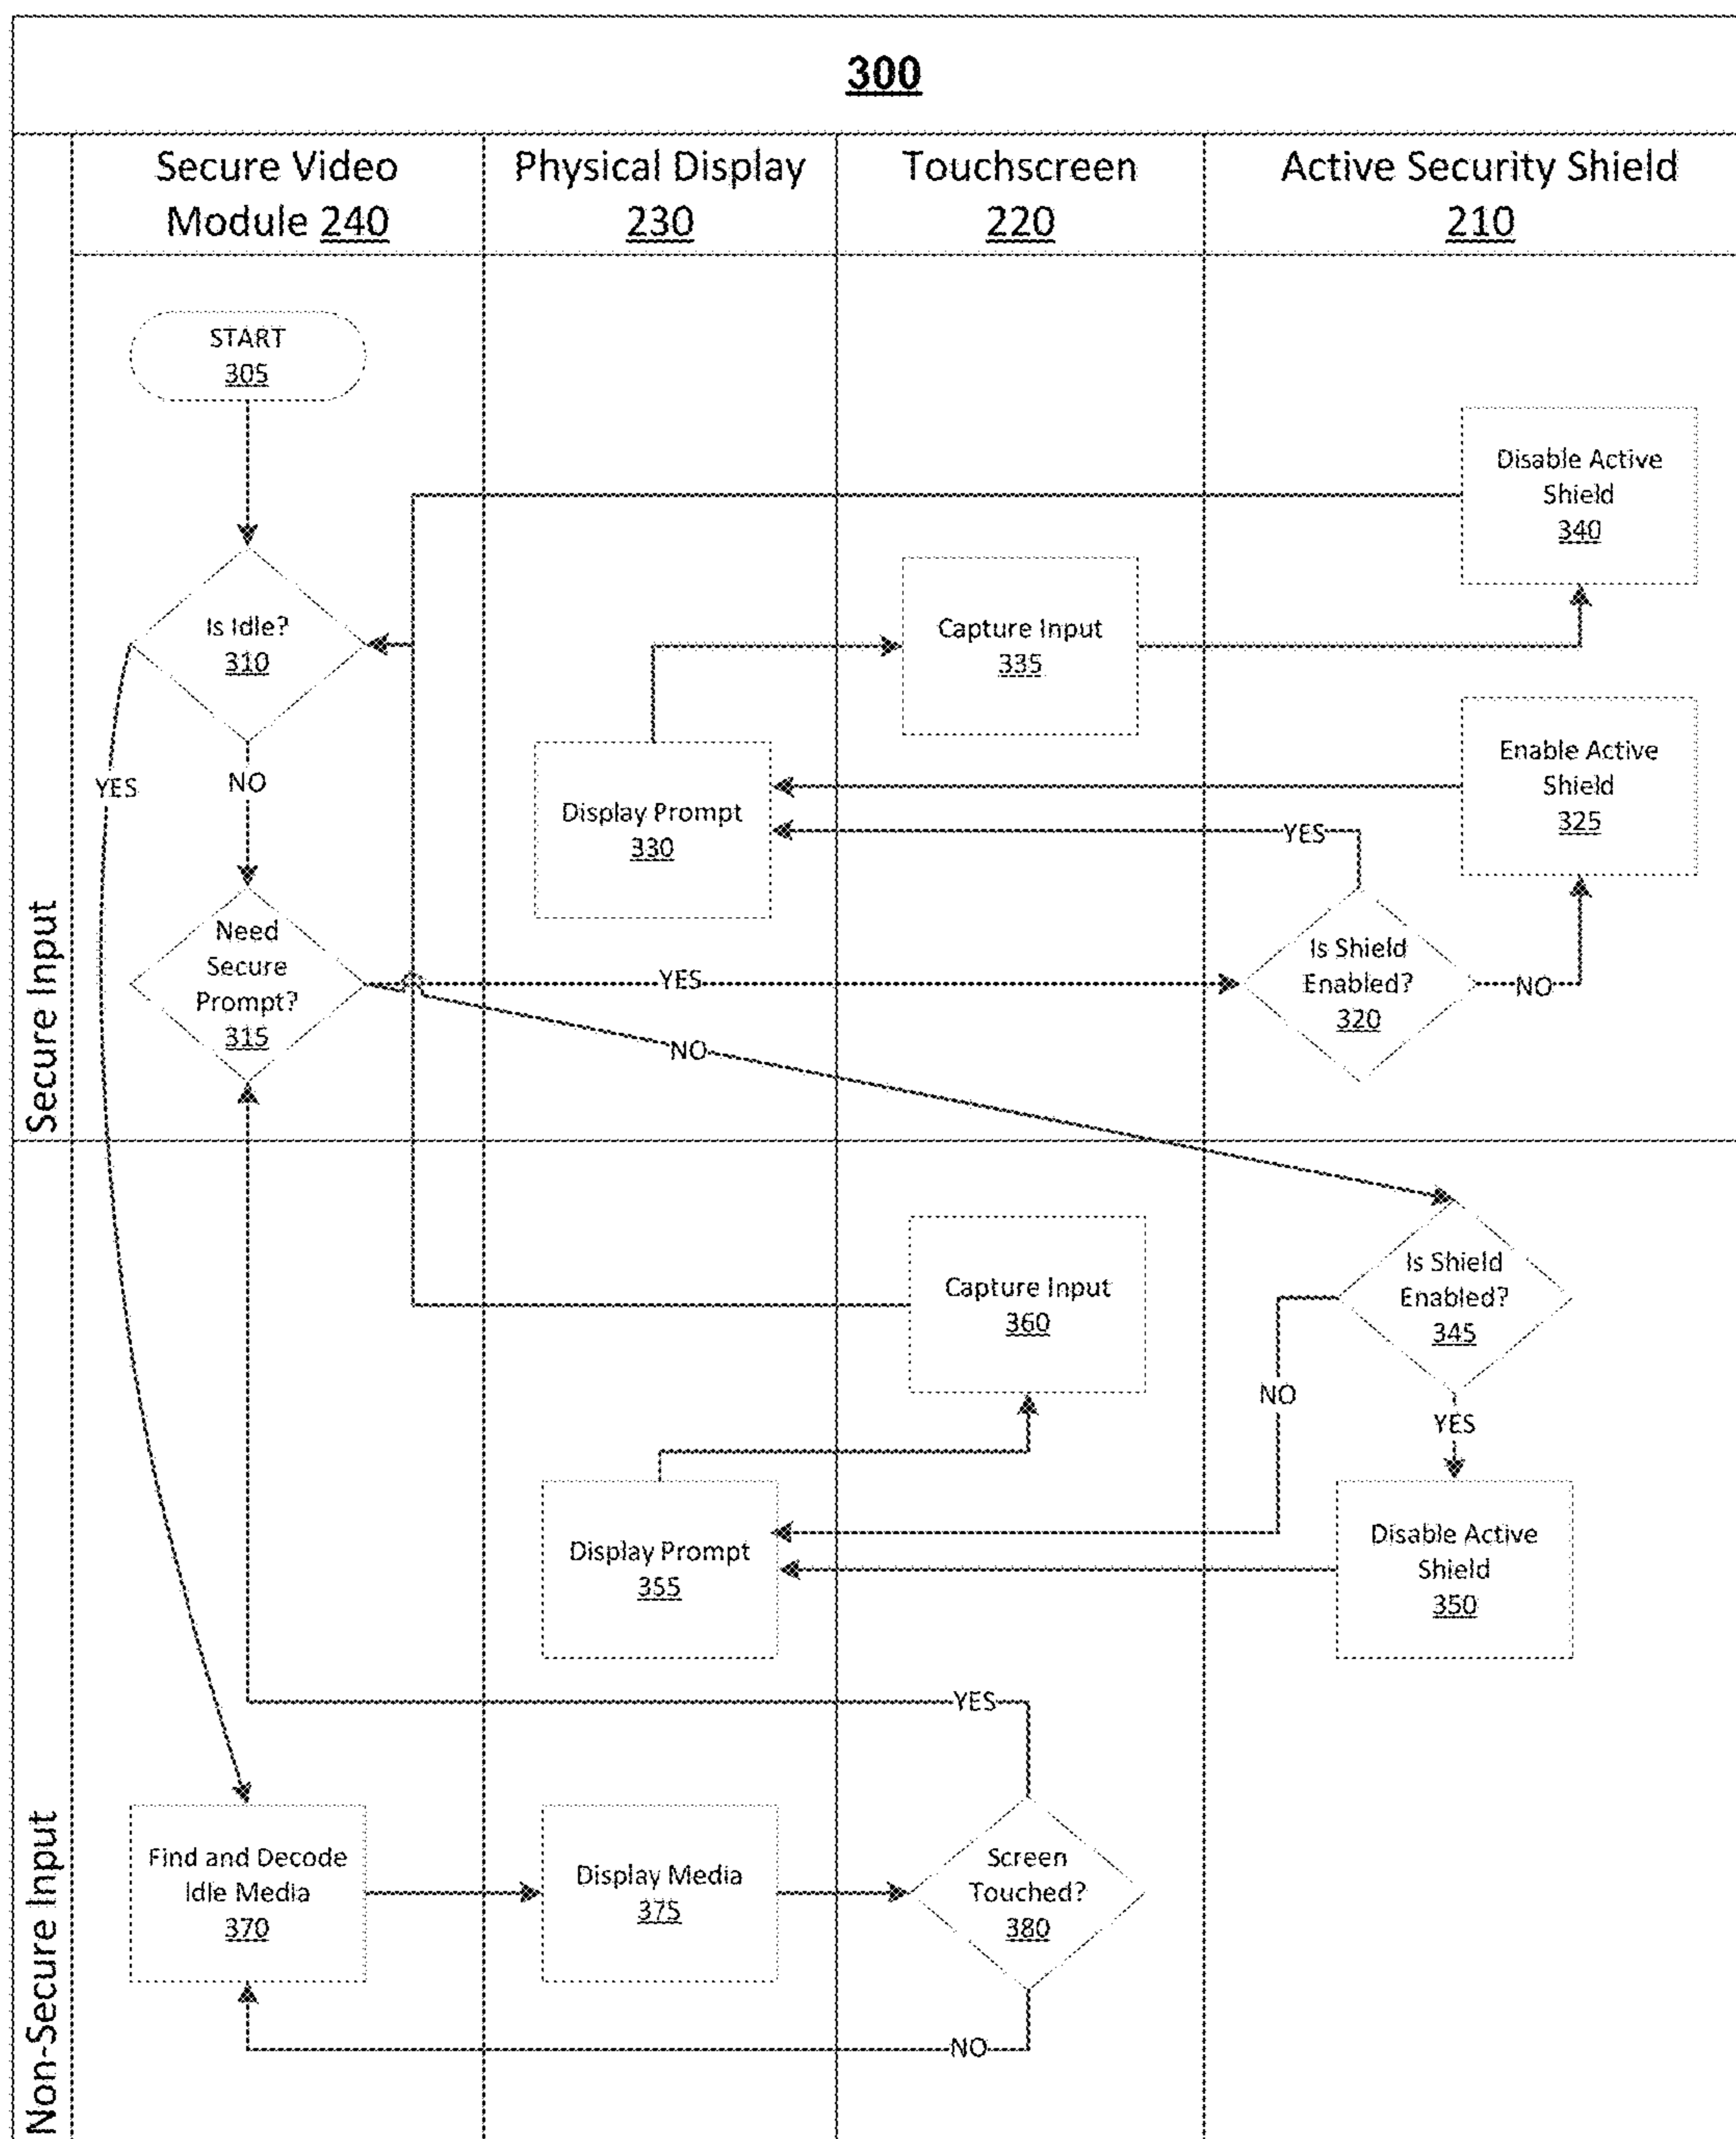 300
Secure Video
Module 240
Physical Display
230
Touchscreen
220
Active Security Shield
210
Secure Input
START
305
Disable Active
Shield
340
Is Idle?
310
Capture Input
335
YES
NO
Display Prompt
330
Enable Active
Shield
325
YES
Need
Secure
Prompt?
315
YES
Is Shield
Enabled?
320
NO
NO
Non-Secure Input
Capture Input
360
Is Shield
Enabled?
345
NO
YES
Display Prompt
355
Disable Active
Shield
350
YES
Find and Decode
Idle Media
370
Display Media
375
Screen
Touched?
380
NO